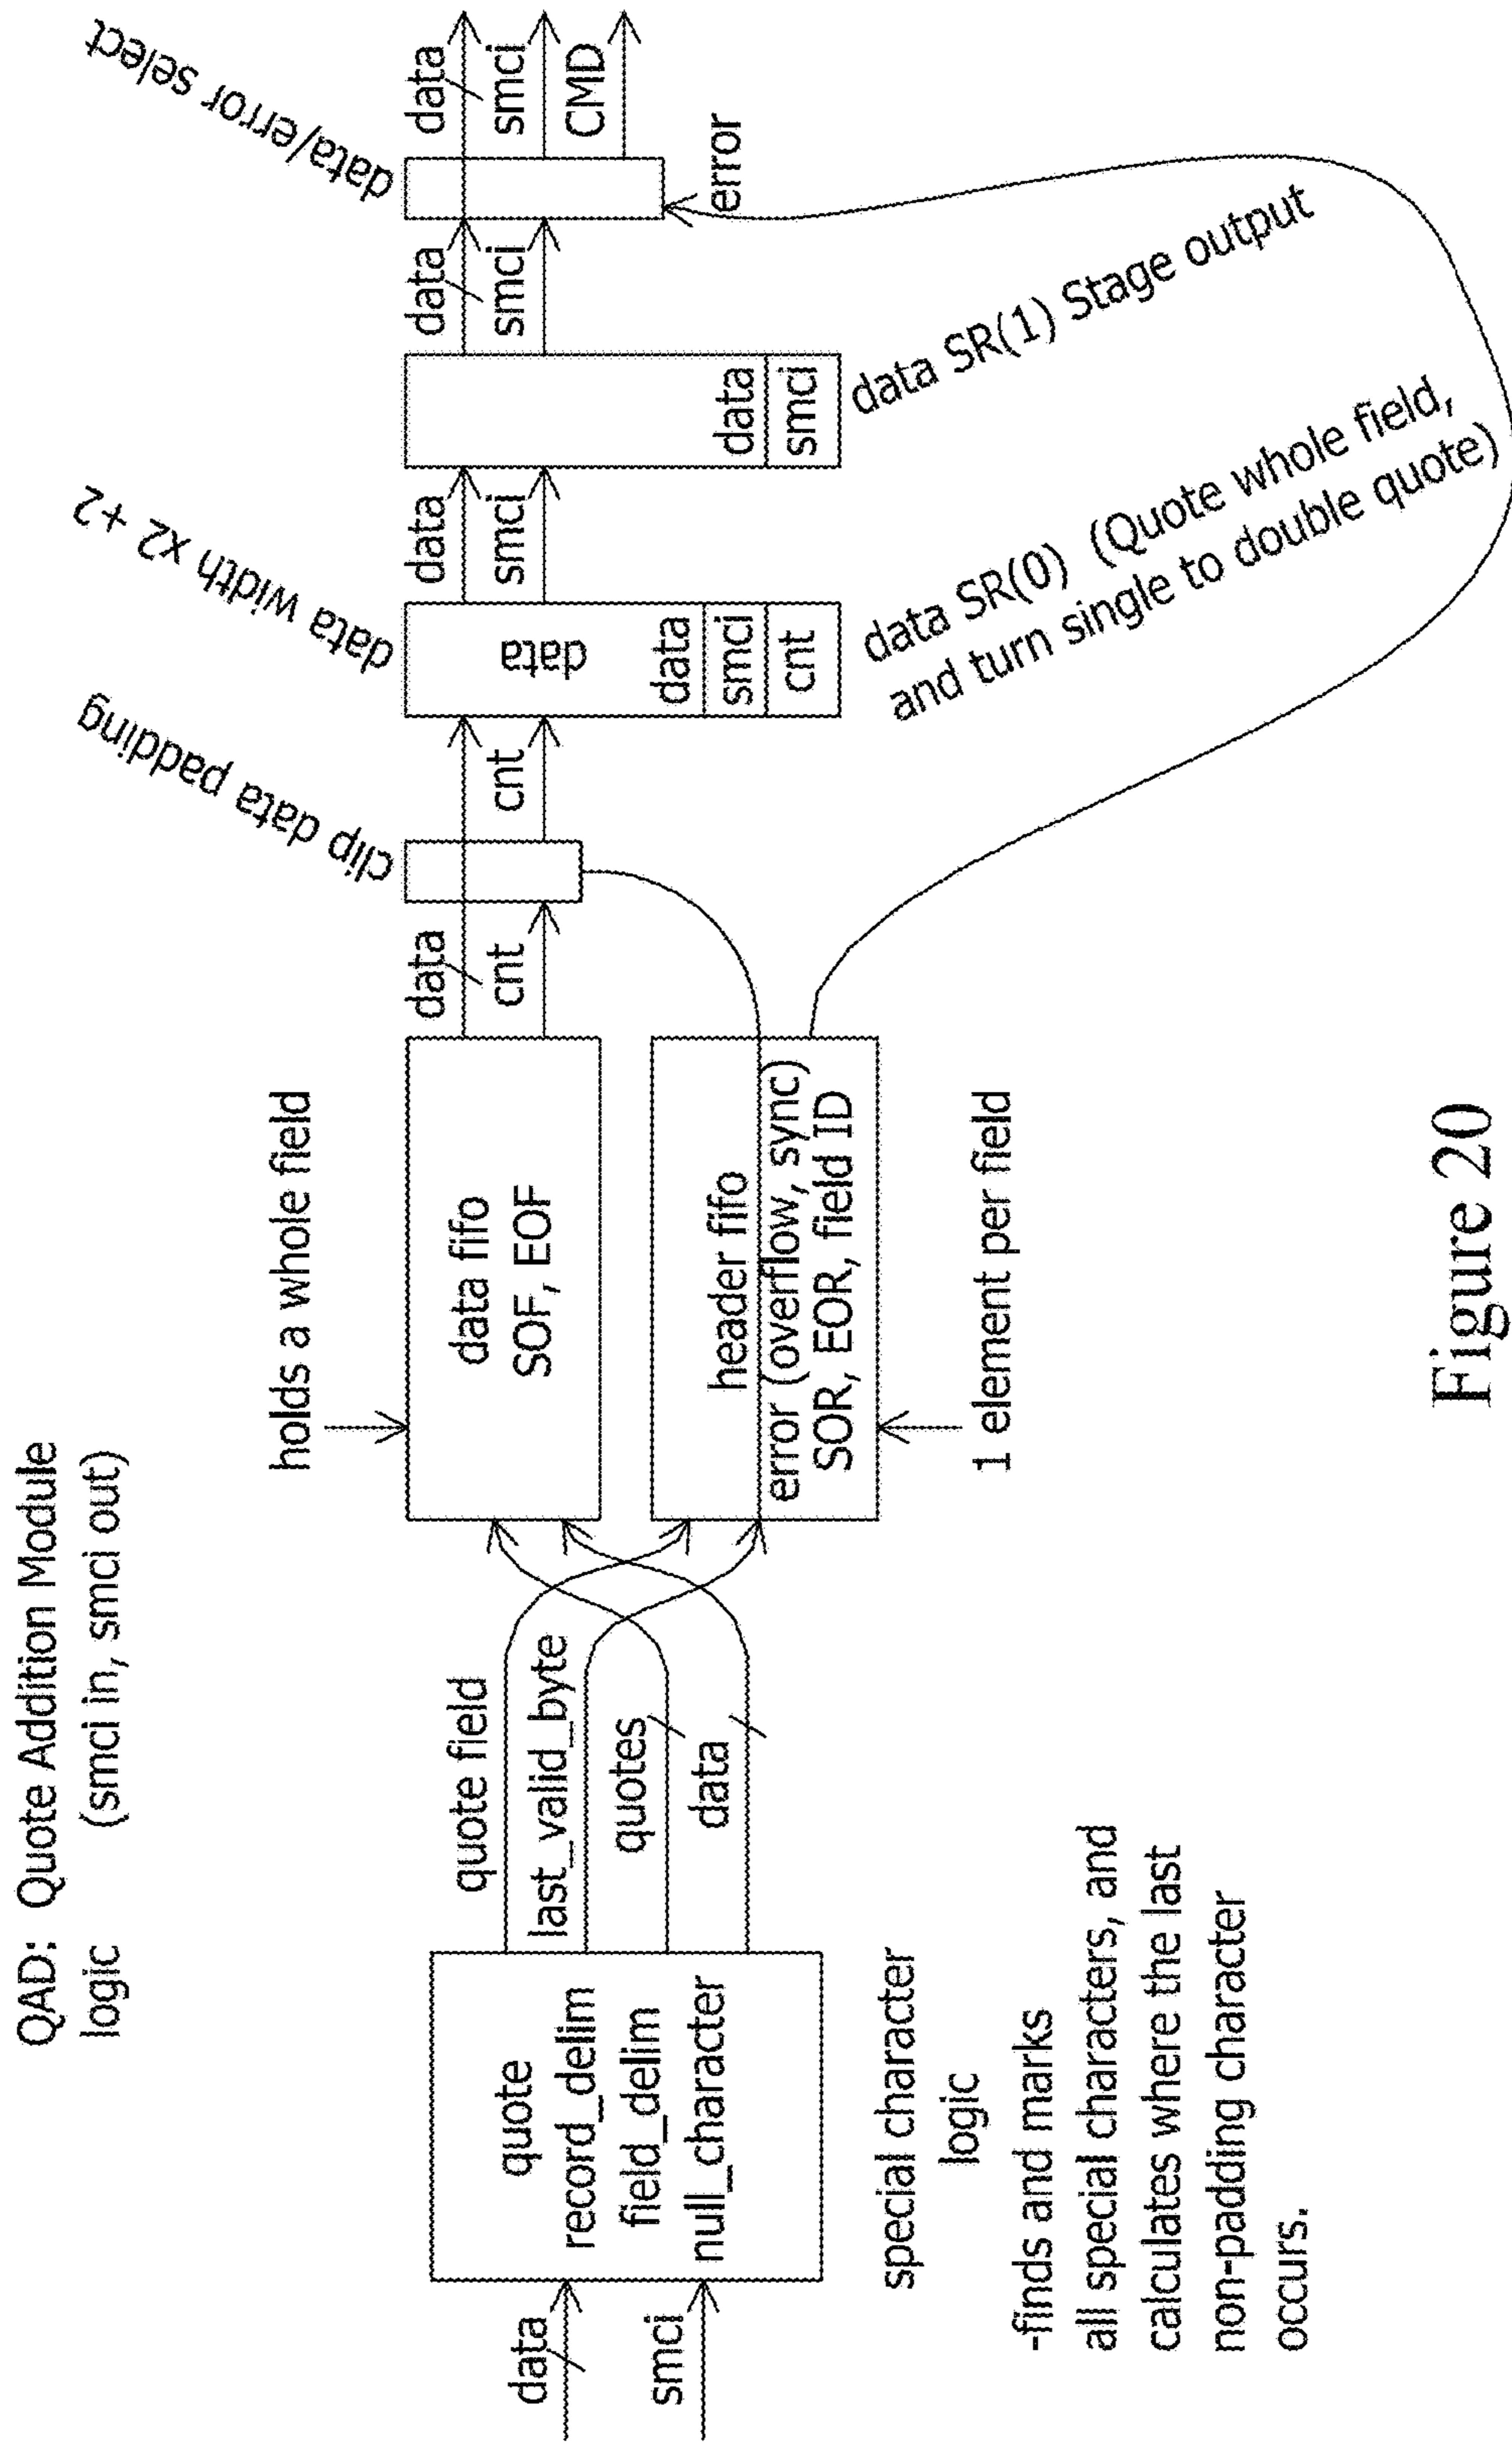 QAD: Quote Addition Module
logic (smci in, smci out)
data
smci
quote
record_delim
field_delim
null_character
special character
logic
-finds and marks
all special characters, and
calculates where the last
non-padding character
occurs.
quote field
last_valid_byte
quotes
data
holds a whole field
data fifo
SOF, EOF
header fifo
error (overflow, sync)
SOR, EOR, field ID
1 element per field
data
cnt
clip data padding
cnt
data width x2 +2
data
data
smci
cnt
data SR(0) (Quote whole field,
and turn single to double quote)
data
smci
data
smci
data SR(1) Stage output
data
smci
data/error select
error
data
smci
CMD
Figure 20